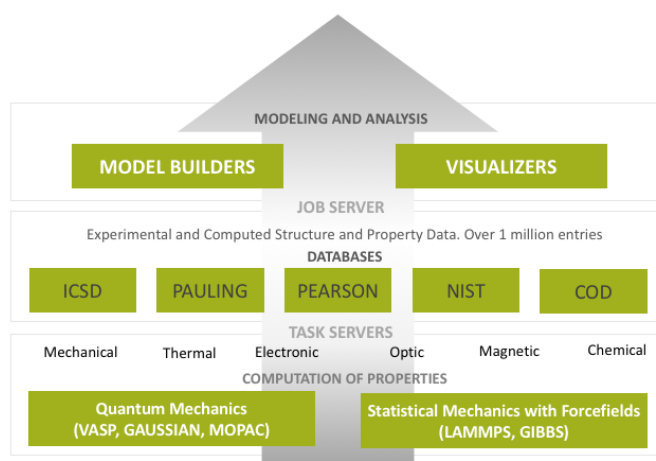 MODELING AND ANALYSIS
MODEL BUILDERS
VISUALIZERS
JOB SERVER
Experimental and Computed Structure and Property Data. Over 1 million entries
DATABASES
ICSD
PAULING
PEARSON
NIST
COD
TASK SERVERS
Mechanical
Thermal
Electronic
Optic
Magnetic
Chemical
COMPUTATION OF PROPERTIES
Quantum Mechanics
(VASP, GAUSSIAN, MOPAC)
Statistical Mechanics with Forcefields
(LAMMPS, GIBBS)